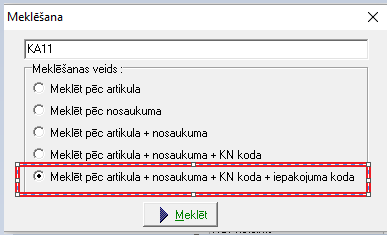 Meklēšana
KA11
Meklēšanas veids :
Meklēt pēc artikula
Meklēt pēc nosaukuma
Meklēt pēc artikula + nosaukuma
Meklēt pēc artikula + nosaukuma + KN koda
Meklēt pēc artikula + nosaukuma + KN koda + iepakojuma koda
Meklēt